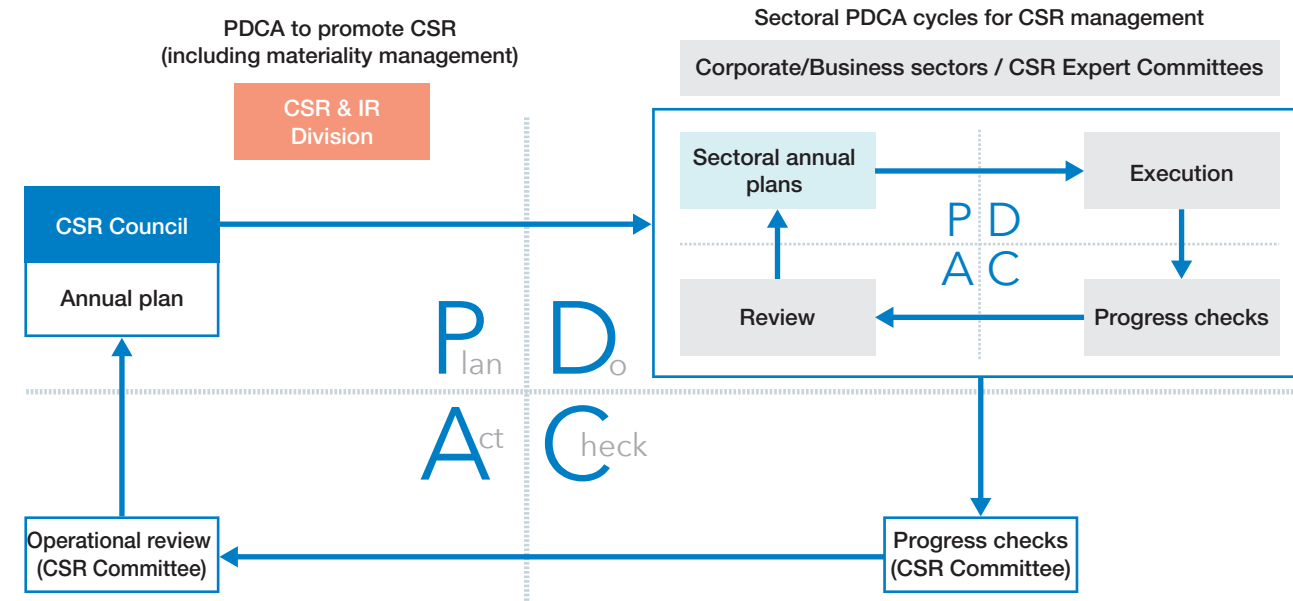 PDCA to promote CSR
(including materiality management)
CSR & IR
Division
Sectoral PDCA cycles for CSR management
Corporate/Business sectors / CSR Expert Committees
CSR Council
Annual plan
Sectoral annual
plans
Execution
P D
A C
Review
Progress checks
Plan
Do
Act
Check
Operational review
(CSR Committee)
Progress checks
(CSR Committee)